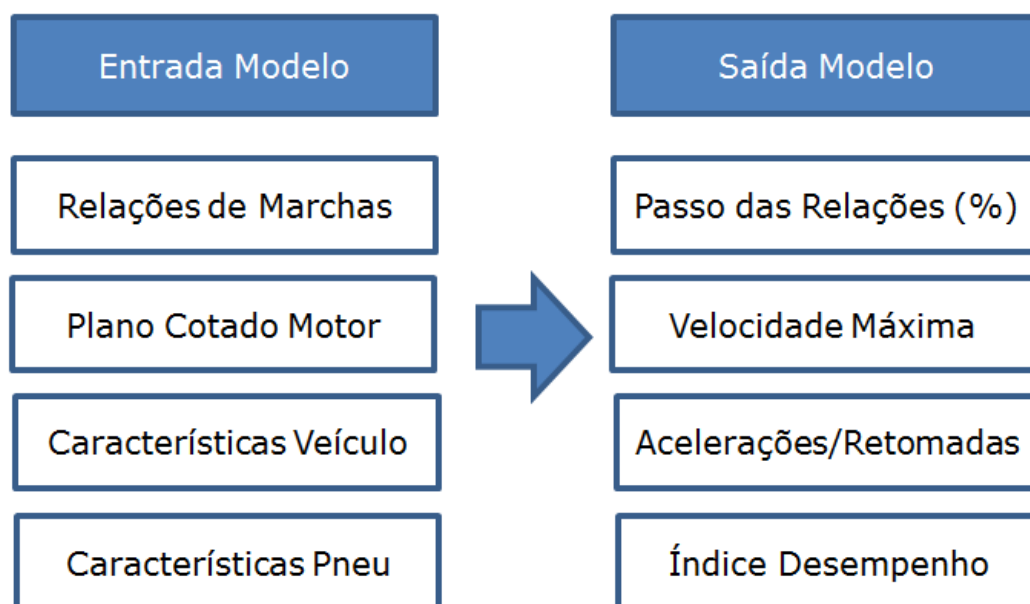 Entrada Modelo
Saída Modelo
Relações de Marchas
Passo das Relações (%)
Plano Cotado Motor
Velocidade Máxima
Características Veículo
Acelerações/Retomadas
Características Pneu
Índice Desempenho